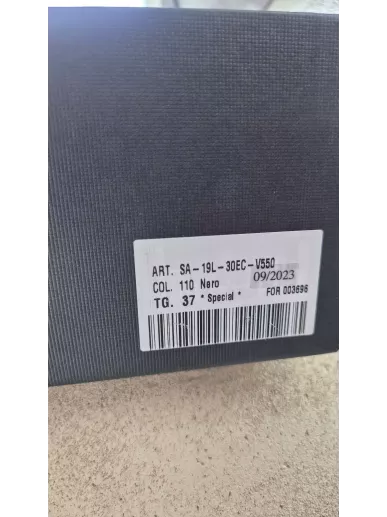 ART. SA-19L-30EC-V550
09/2023
COL. 110 Nero
TG. 37 * Special *
FOR 003696